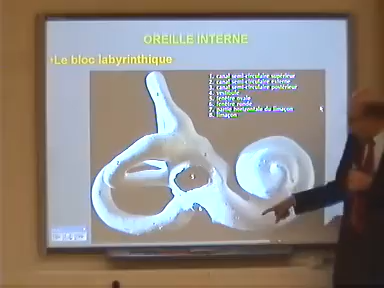 OREILLE INTERNE
•Le bloc labyrinthique
1. canal semi-circulaire supérieur
2. canal semi-circulaire externe
3. canal semi-circulaire postérieur
4. vestibule
5. fenêtre ovale
6. fenêtre ronde
7. partie horizontale du limaçon
8. limaçon